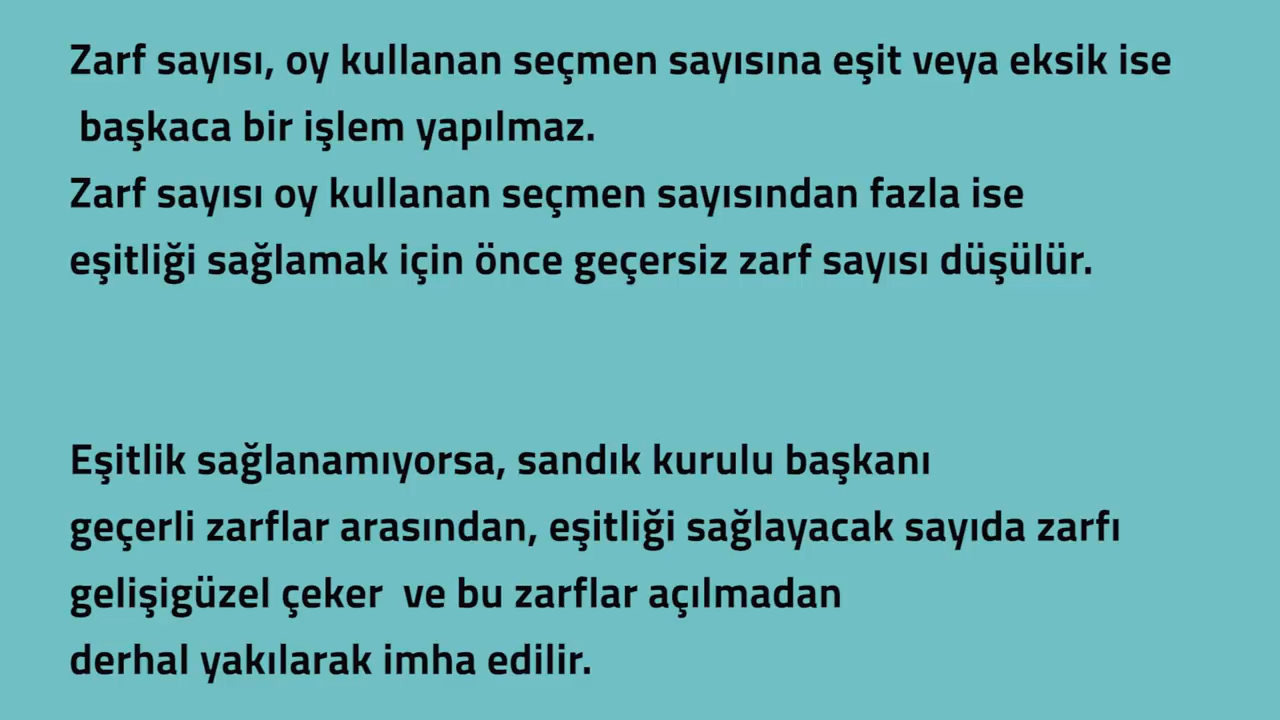 Zarf sayısı, oy kullanan seçmen sayısına eşit veya eksik ise
başkaca bir işlem yapılmaz.
Zarf sayısı oy kullanan seçmen sayısından fazla ise
eşitliği sağlamak için önce geçersiz zarf sayısı düşülür.
Eşitlik sağlanamıyorsa, sandık kurulu başkanı
geçerli zarflar arasından, eşitliği sağlayacak sayıda zarfı
gelişigüzel çeker  ve bu zarflar açılmadan
derhal yakılarak imha edilir.